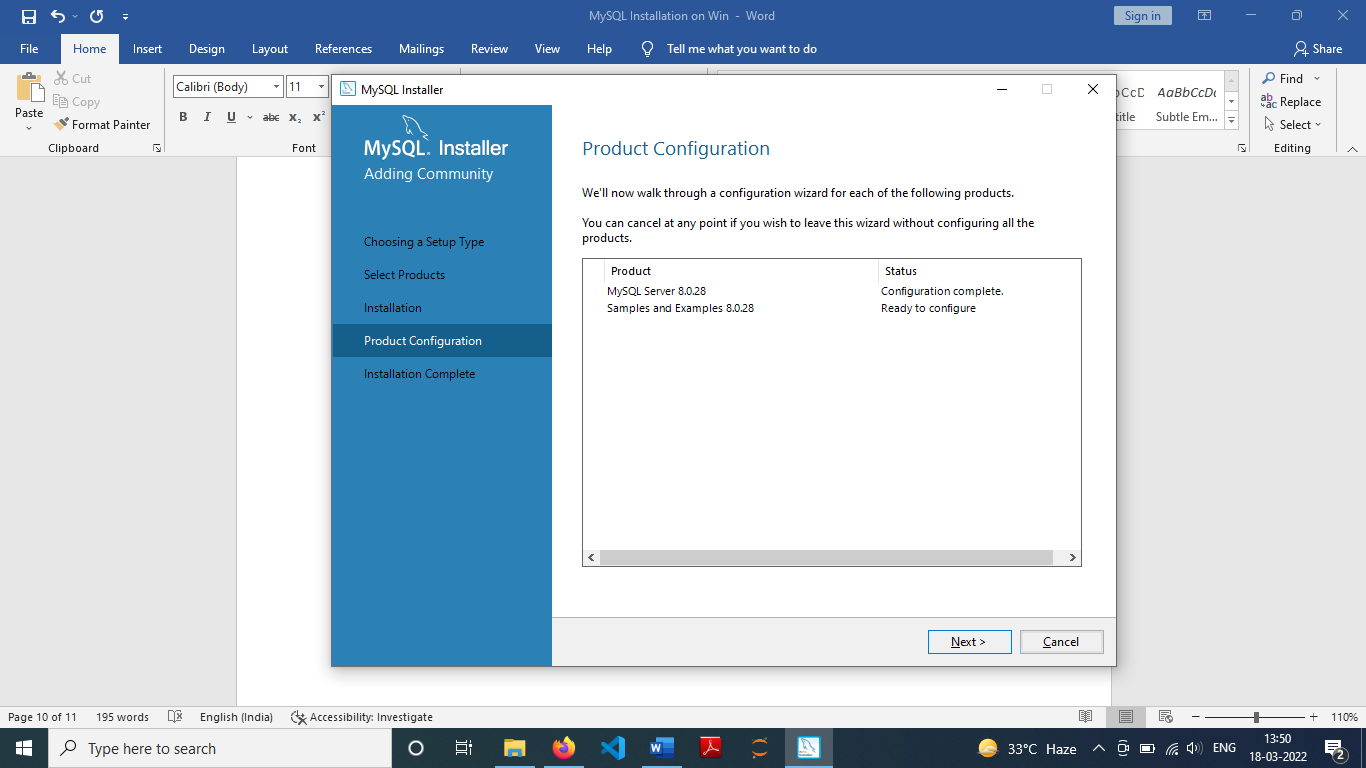 MySQL Installation on Win - Word
Sign in
File Home Insert Design Layout References Mailings Review View Help Tell me what you want to do Share
Paste
Cut
Copy
Format Painter
Clipboard
Calibri (Body) 11
B I U abc x₂ x²
Font
AaBbCcDc
Subtle Em...
Find
Replace
Select
Editing
MySQL Installer
MySQL. Installer
Adding Community
Choosing a Setup Type
Select Products
Installation
Product Configuration
Installation Complete
Product Configuration
We'll now walk through a configuration wizard for each of the following products.
You can cancel at any point if you wish to leave this wizard without configuring all the
products.
Product Status
MySQL Server 8.0.28 Configuration complete.
Samples and Examples 8.0.28 Ready to configure
Next > Cancel
Page 10 of 11 195 words English (India) Accessibility: Investigate 110%
Type here to search
33°C Haze ENG
13:50
18-03-2022
2